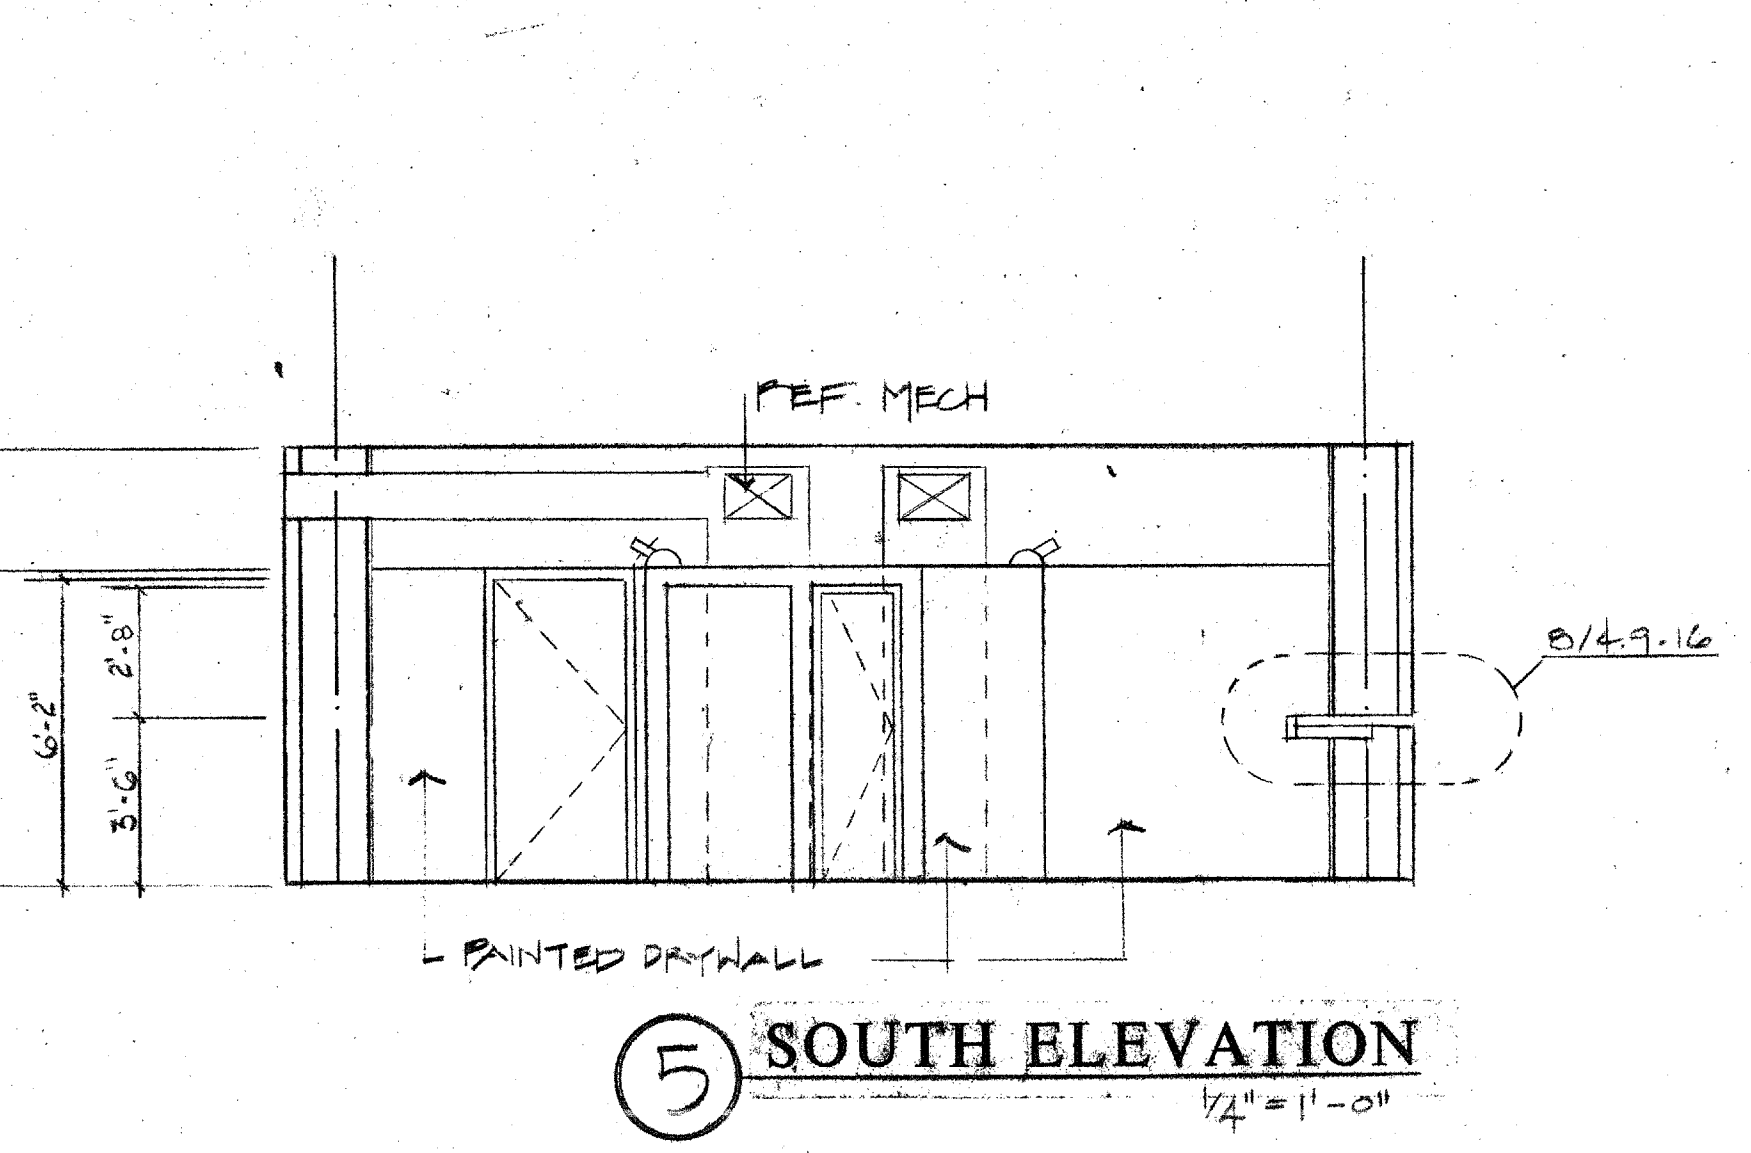 REF. MECH
2'-8"
8/4.9.16
6'-2"
3'-6"
PAINTED DRYWALL
5 SOUTH ELEVATION
1/4" = 1'-0"